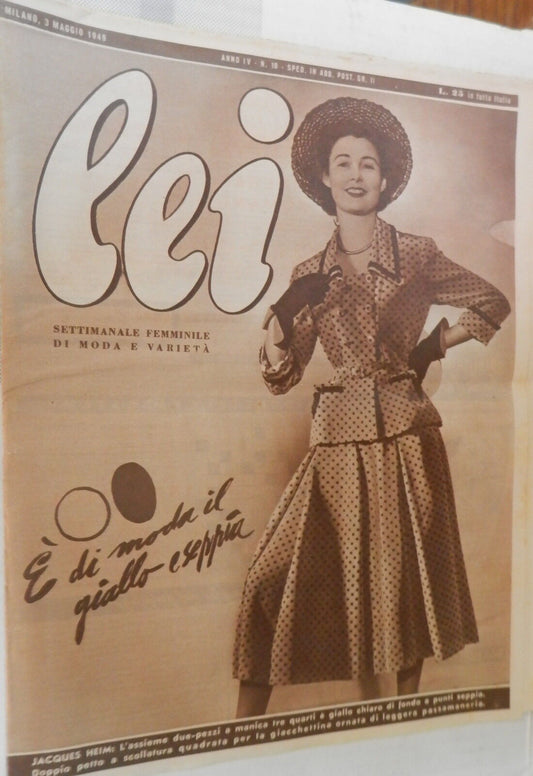 MILANO, 3 MAGGIO 1949
ANNO IV - N. 18 - SPED. IN ABB. POST. GR. II
L. 25 in tutta Italia
lei
SETTIMANALE FEMMINILE
DI MODA E VARIETÀ
È di moda il
giallo e seppia
JACQUES HEIM: L'assieme due-pezzi a manica tre quarti è giallo chiaro di fondo a punti seppia.
Doppio petto a scollatura quadrata per la giacchettina ornata di leggera passamaneria.